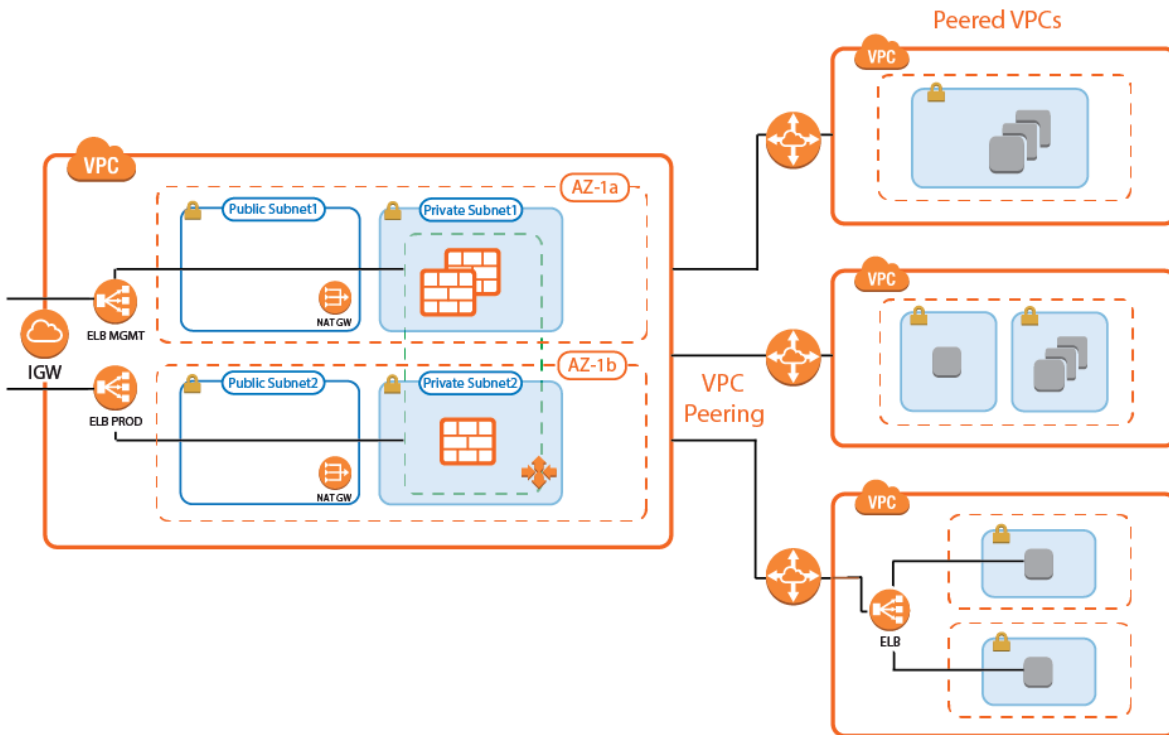 Peered VPCs
VPC
VPC
AZ-1a
Public Subnet1
Private Subnet1
NAT GW
ELB MGMT
IGW
ELB PROD
AZ-1b
Public Subnet2
Private Subnet2
NAT GW
VPC
Peering
VPC
VPC
ELB